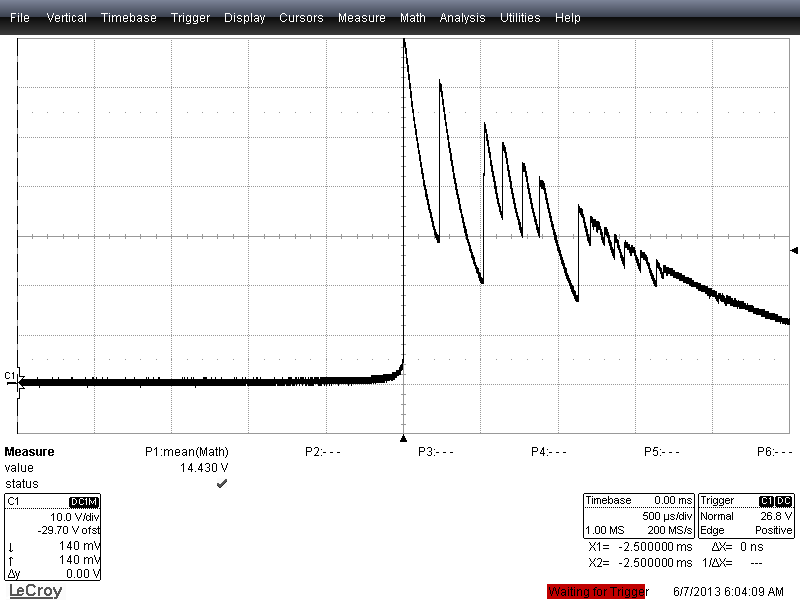 File Vertical Timebase Trigger Display Cursors Measure Math Analysis Utilities Help
C1
Measure P1:mean(Math) P2:- - - P3:- - - P4:- - - P5:- - - P6:- - -
value 14.430 V
status ✔
C1 DC1M
10.0 V/div
-29.70 V ofst
↓ 140 mV
↑ 140 mV
Δy 0.00 V
Timebase 0.00 ms
500 µs/div
1.00 MS 200 MS/s
Trigger C1 DC
Normal 26.8 V
Edge Positive
X1= -2.500000 ms ΔX= 0 ns
X2= -2.500000 ms 1/ΔX= ---
LeCroy
Waiting for Trigger 6/7/2013 6:04:09 AM